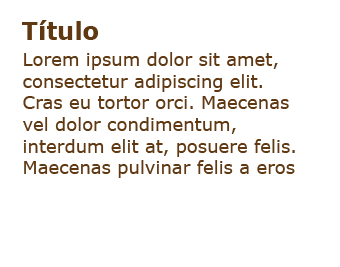 Título
Lorem ipsum dolor sit amet,
consectetur adipiscing elit.
Cras eu tortor orci. Maecenas
vel dolor condimentum,
interdum elit at, posuere felis.
Maecenas pulvinar felis a eros